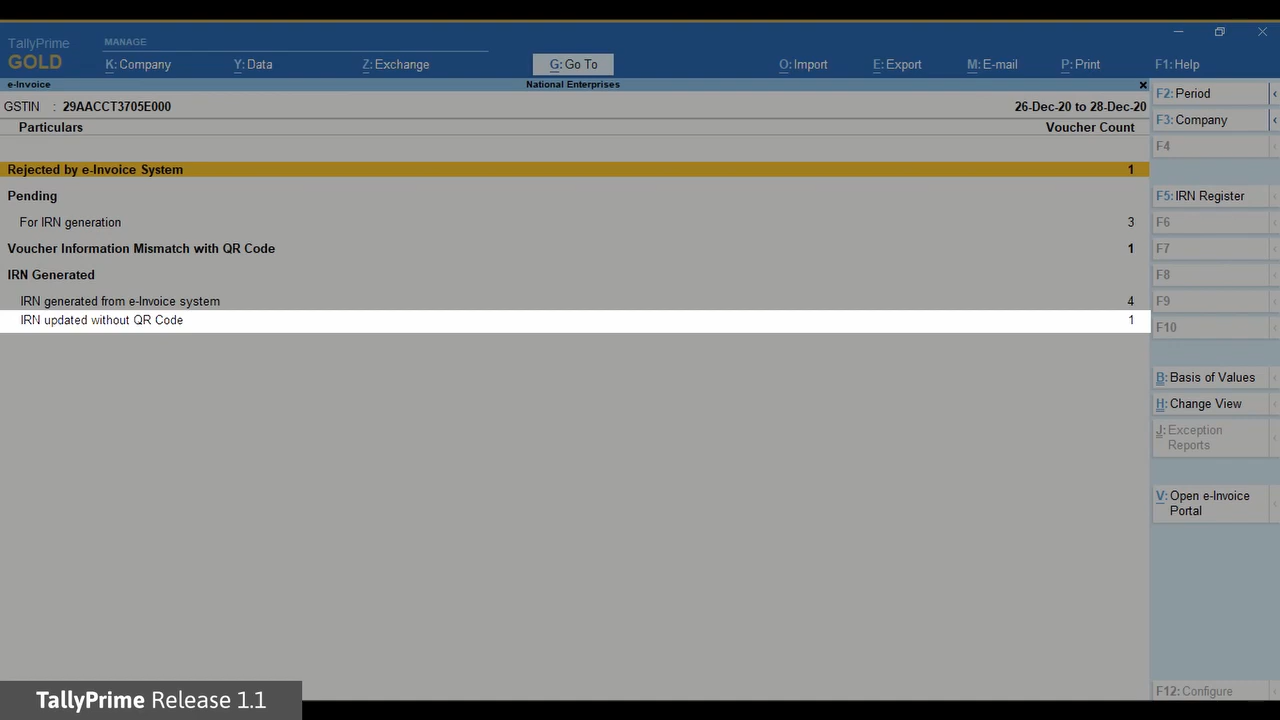 TallyPrime
GOLD
MANAGE
K: Company
Y: Data
Z: Exchange
G: Go To
O: Import
E: Export
M: E-mail
P: Print
F1: Help
e-Invoice
National Enterprises
GSTIN : 29AACCT3705E000
26-Dec-20 to 28-Dec-20
Particulars
Voucher Count
Rejected by e-Invoice System 1
Pending
For IRN generation 3
Voucher Information Mismatch with QR Code 1
IRN Generated
IRN generated from e-Invoice system 4
IRN updated without QR Code 1
F2: Period
F3: Company
F4
F5: IRN Register
F6
F7
F8
F9
F10
B: Basis of Values
H: Change View
J: Exception
Reports
V: Open e-Invoice
Portal
F12: Configure
TallyPrime Release 1.1